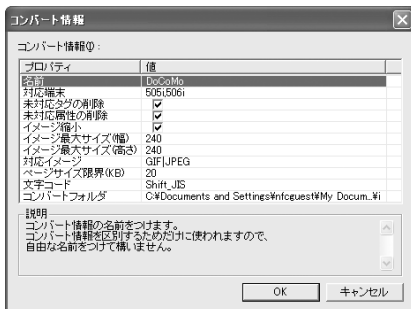 コンバート情報
コンバート情報(I):
プロパティ 値
名前 DoCoMo
対応端末 505i,506i
未対応タグの削除
未対応属性の削除
イメージ縮小
イメージ最大サイズ(幅) 240
イメージ最大サイズ(高さ) 240
対応イメージ GIF|JPEG
ページサイズ限界(KB) 20
文字コード Shift_JIS
コンバートフォルダ C:¥Documents and Settings¥nfcguest¥My Docum...¥i
説明
コンバート情報の名前をつけます。
コンバート情報を区別するためだけに使われますので、
自由な名前をつけて構いません。
OK キャンセル